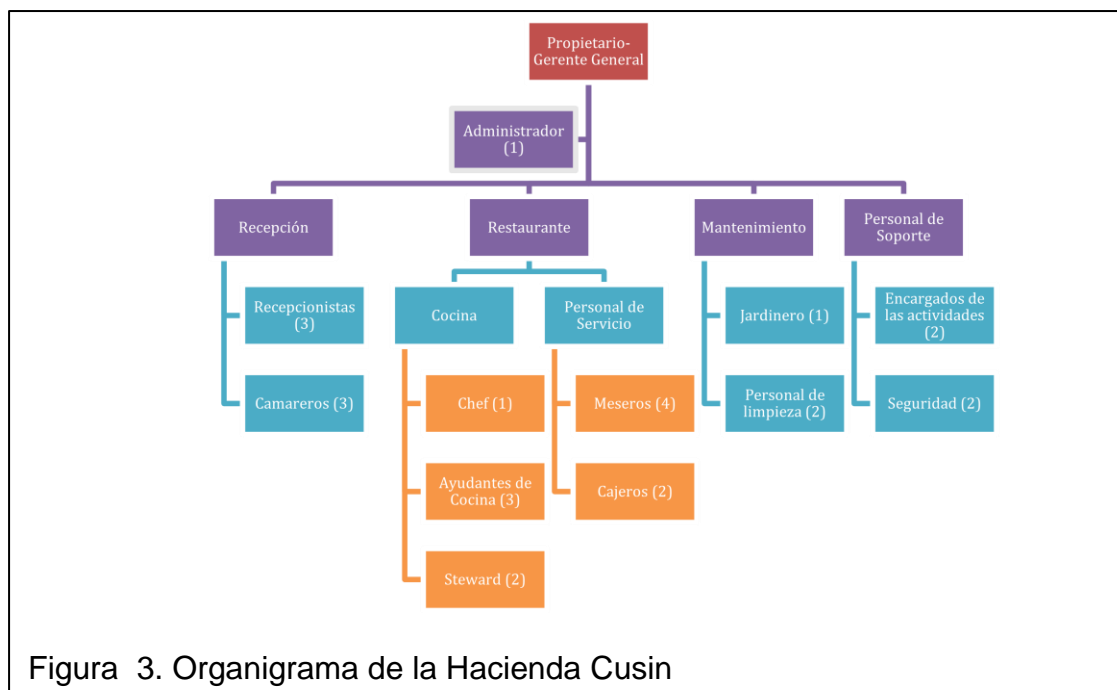 Propietario-
Gerente General
Administrador
(1)
Recepción
Restaurante
Mantenimiento
Personal de
Soporte
Recepcionistas
(3)
Cocina
Personal de
Servicio
Jardinero (1)
Encargados de
las actividades
(2)
Camareros (3)
Chef (1)
Meseros (4)
Personal de
limpieza (2)
Seguridad (2)
Ayudantes de
Cocina (3)
Cajeros (2)
Steward (2)
Figura 3. Organigrama de la Hacienda Cusin